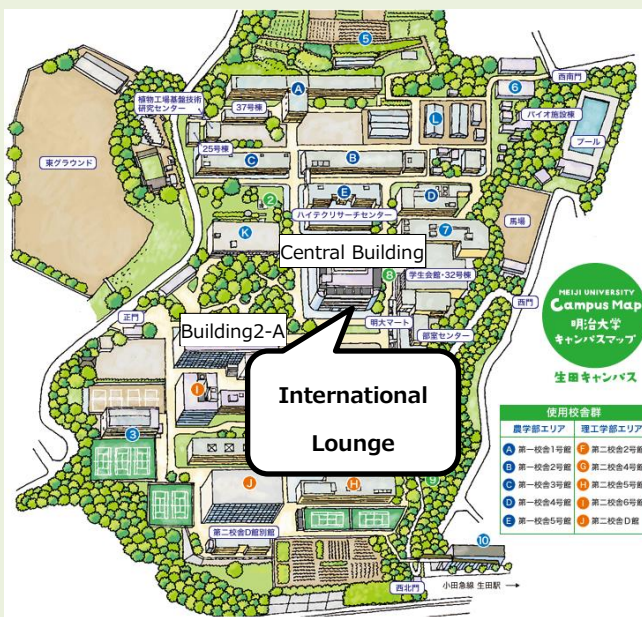 5
西南門
6
A
植物工場基盤技術
研究センター
37号棟
L
バイオ施設棟
プール
東グラウンド
25号棟
C
B
E
D
2
ハイテクリサーチセンター
7
馬場
K
Central Building
学生会館・32号棟
8
西門
正門
明大マート
部室センター
Building2-A
MEIJI UNIVERSITY
Campus Map
明治大学
キャンパスマップ
生田キャンパス
International
Lounge
I
3
使用校舎群
農学部エリア 理工学部エリア
A 第一校舎1号館 F 第二校舎2号館
B 第一校舎2号館 G 第二校舎4号館
C 第一校舎3号館 H 第二校舎5号館
D 第一校舎4号館 I 第二校舎6号館
E 第一校舎5号館 J 第二校舎D館
J
H
9
第二校舎D館別館
10
小田急線 生田駅 →
西北門